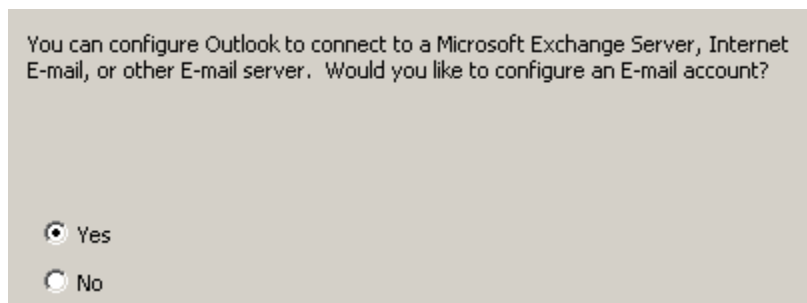 You can configure Outlook to connect to a Microsoft Exchange Server, Internet
E-mail, or other E-mail server.  Would you like to configure an E-mail account?
Yes
No